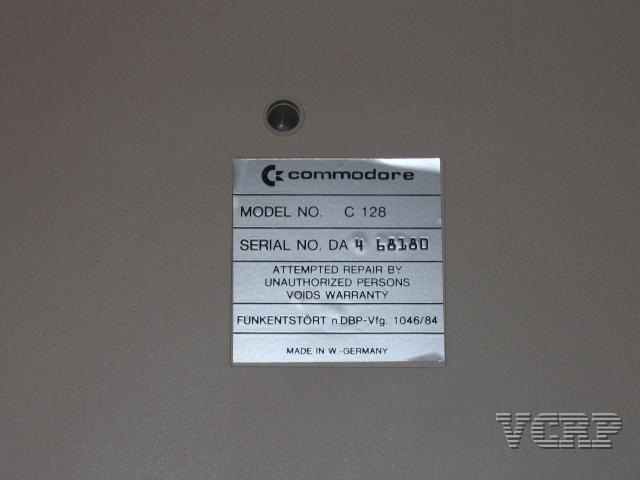 commodore
MODEL NO. C 128
SERIAL NO. DA 4 68180
ATTEMPTED REPAIR BY
UNAUTHORIZED PERSONS
VOIDS WARRANTY
FUNKENTSTÖRT n.DBP-Vfg. 1046/84
MADE IN W.-GERMANY
VCRP